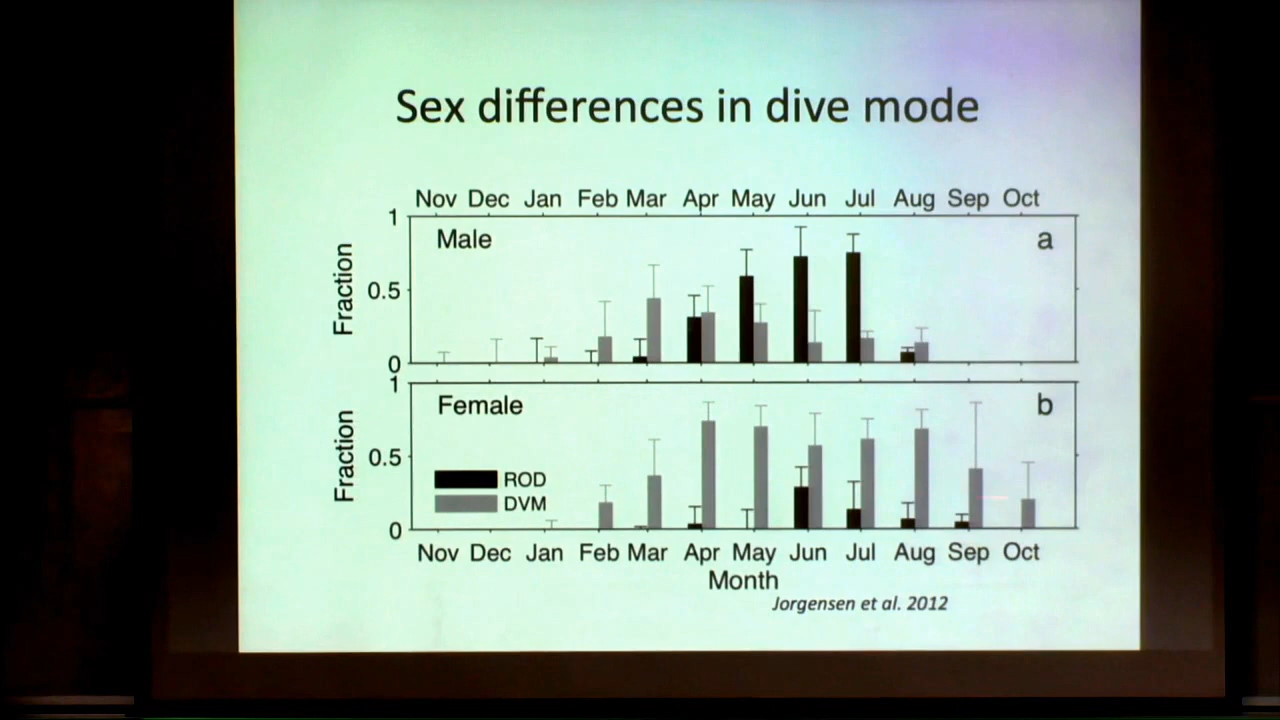 Sex differences in dive mode
Nov Dec Jan Feb Mar Apr May Jun Jul Aug Sep Oct
1
Male
a
Fraction
0.5
0
1
Female
b
Fraction
0.5
ROD
DVM
0
Nov Dec Jan Feb Mar Apr May Jun Jul Aug Sep Oct
Month
Jorgensen et al. 2012